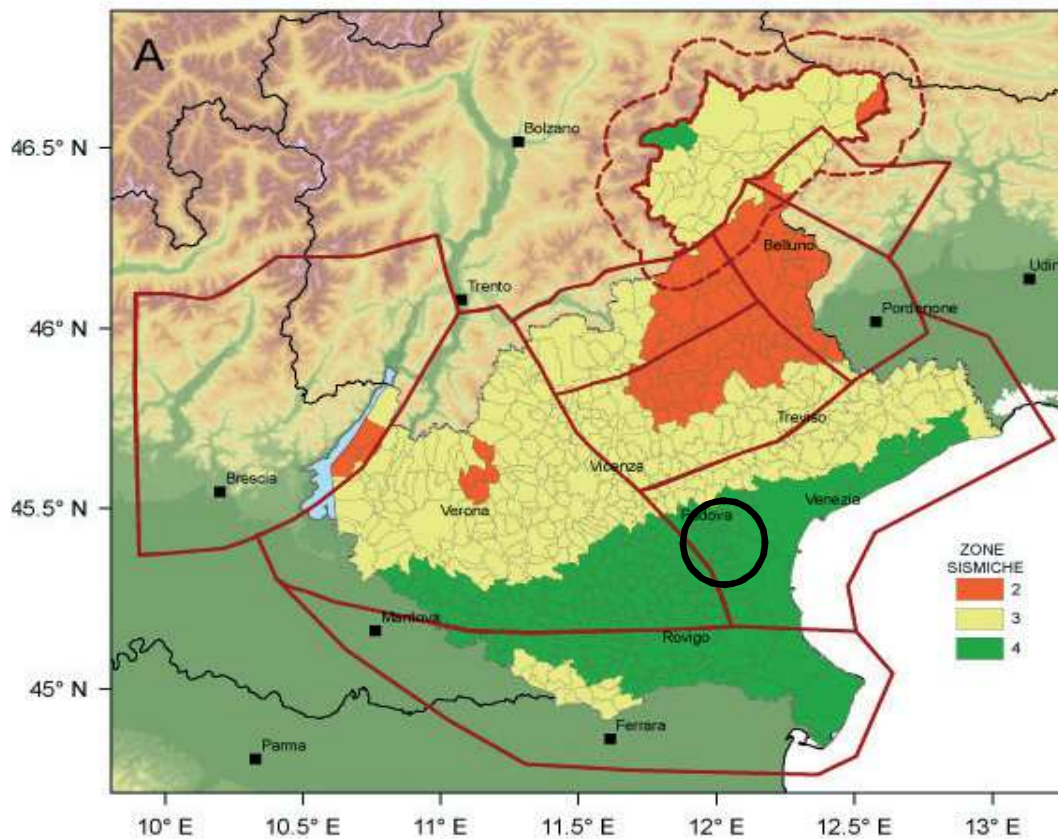 A
Bolzano
46.5° N
Belluno
Udin
Trento
Pordenone
46° N
Treviso
Vicenza
Brescia
Venezia
45.5° N
Verona
Padova
ZONE
SISMICHE
2
3
4
Mantova
Rovigo
45° N
Ferrara
Parma
10° E 10.5° E 11° E 11.5° E 12° E 12.5° E 13° E